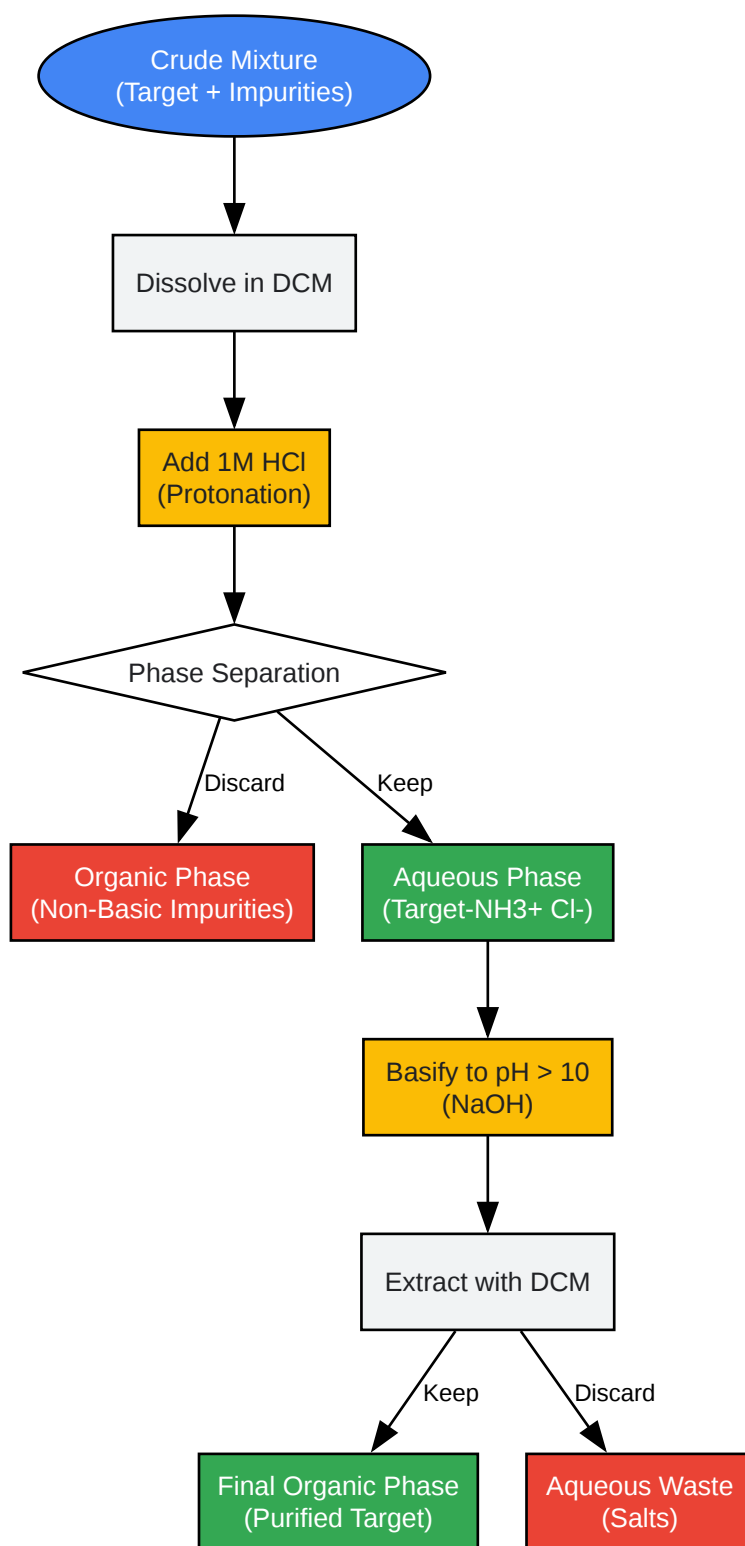 Crude Mixture
(Target + Impurities)
Dissolve in DCM
Add 1M HCl
(Protonation)
Phase Separation
Discard
Keep
Organic Phase
(Non-Basic Impurities)
Aqueous Phase
(Target-NH3+ Cl-)
Basify to pH > 10
(NaOH)
Extract with DCM
Keep
Discard
Final Organic Phase
(Purified Target)
Aqueous Waste
(Salts)